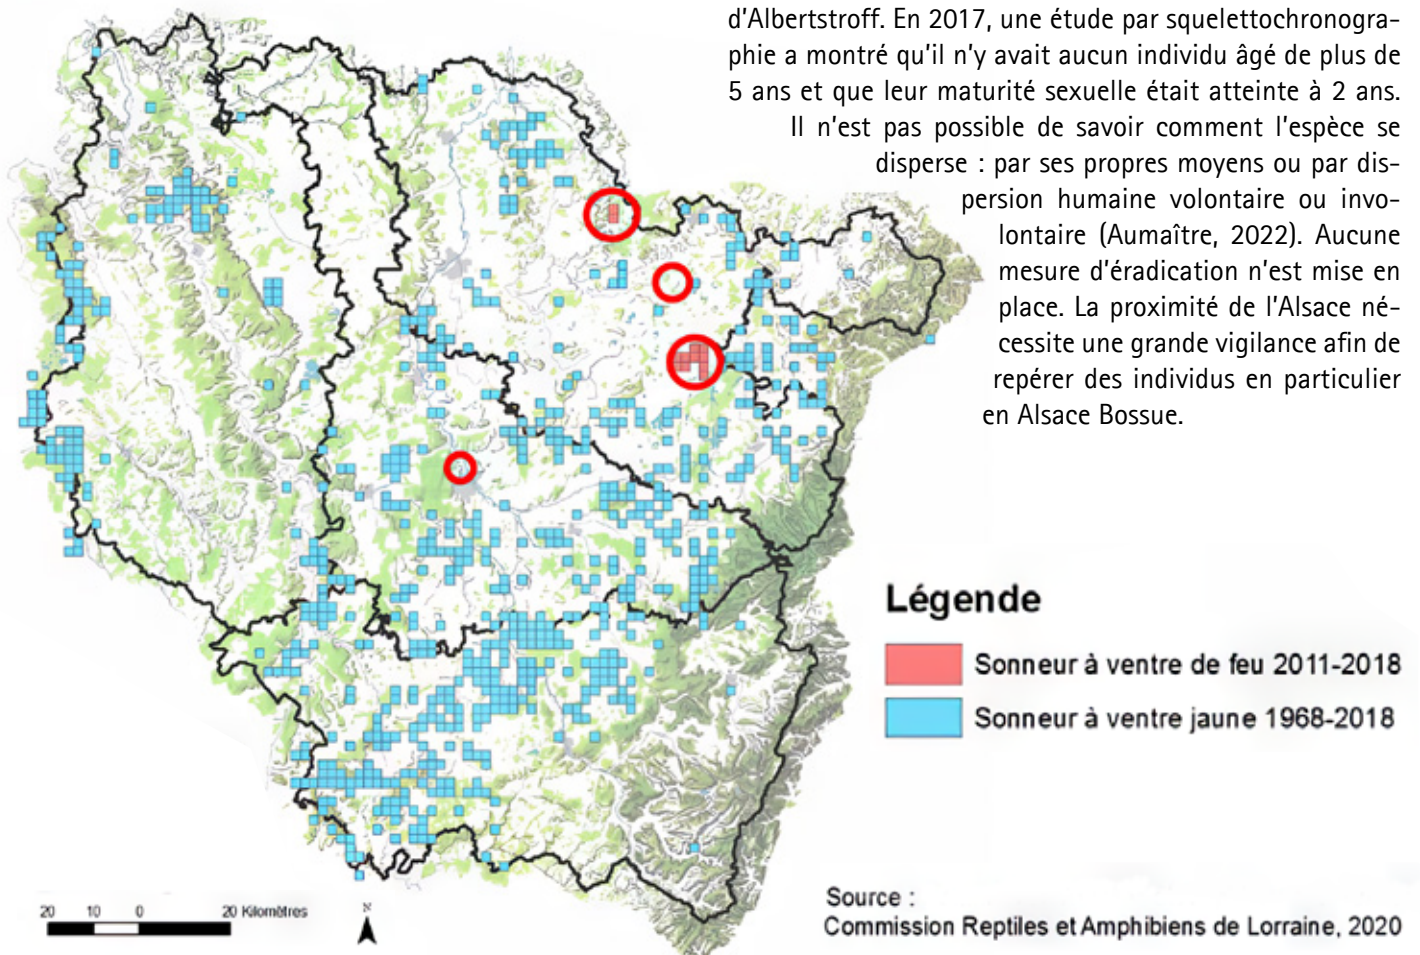 d'Albertstroff. En 2017, une étude par squelettochronogra-
phie a montré qu'il n'y avait aucun individu âgé de plus de
5 ans et que leur maturité sexuelle était atteinte à 2 ans.
Il n'est pas possible de savoir comment l'espèce se
disperse : par ses propres moyens ou par dis-
persion humaine volontaire ou invo-
lontaire (Aumaître, 2022). Aucune
mesure d'éradication n'est mise en
place. La proximité de l'Alsace né-
cessite une grande vigilance afin de
repérer des individus en particulier
en Alsace Bossue.
Légende
Sonneur à ventre de feu 2011-2018
Sonneur à ventre jaune 1968-2018
20 10 0 20 Kilomètres
N
Source :
Commission Reptiles et Amphibiens de Lorraine, 2020